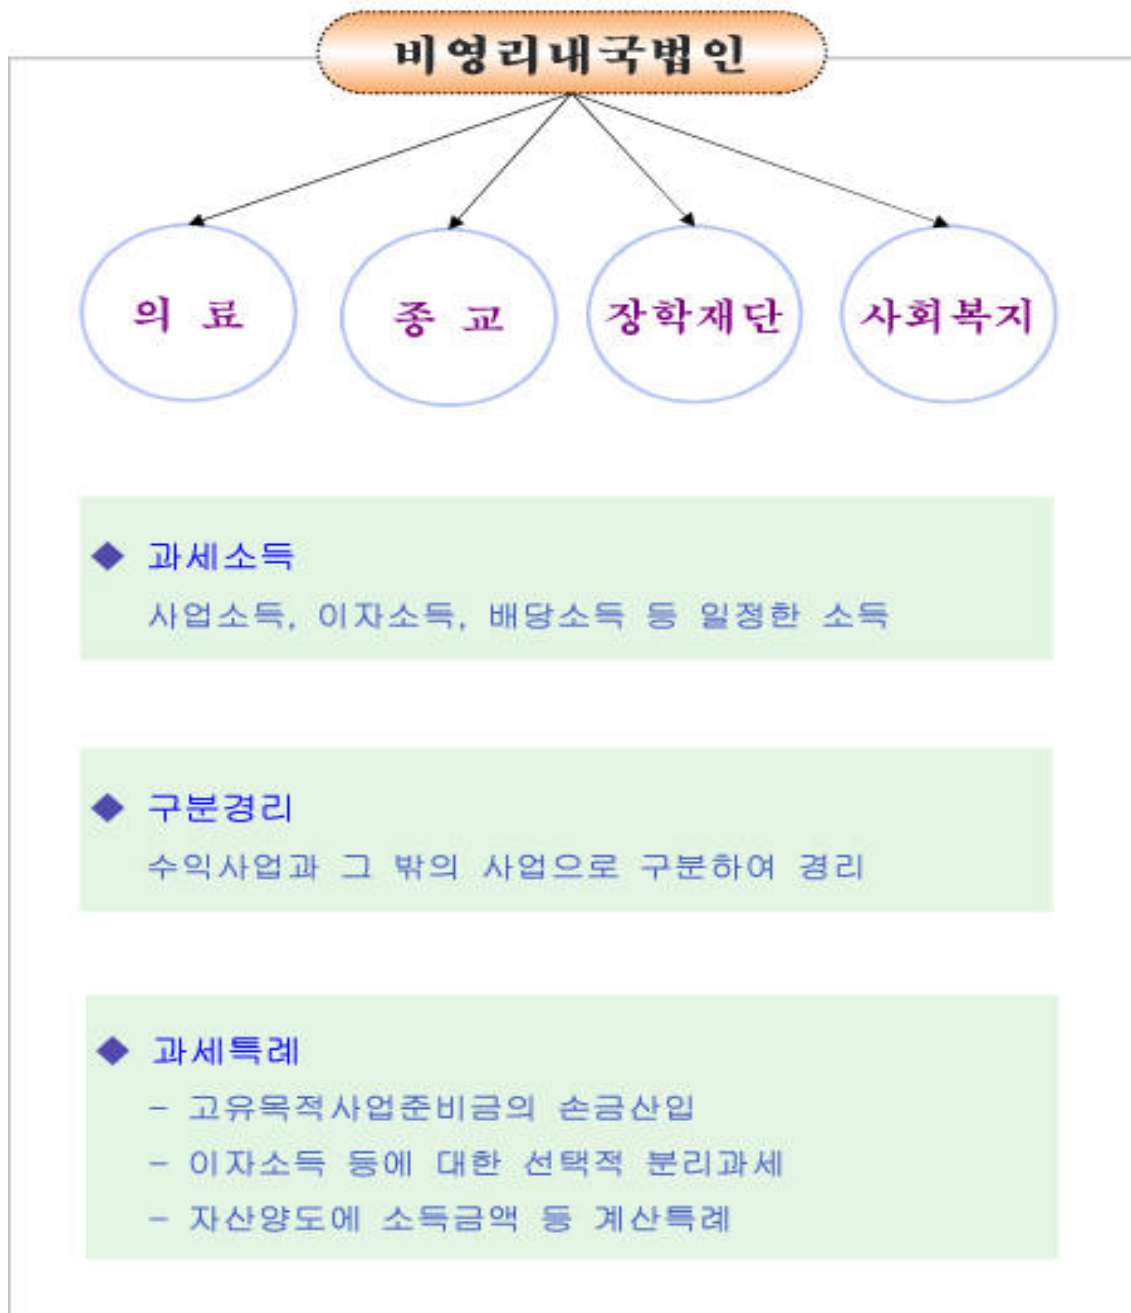 비영리내국법인
의 료
종 교
장학재단
사회복지
◆ 과세소득
사업소득, 이자소득, 배당소득 등 일정한 소득
◆ 구분경리
수익사업과 그 밖의 사업으로 구분하여 경리
◆ 과세특례
- 고유목적사업준비금의 손금산입
- 이자소득 등에 대한 선택적 분리과세
- 자산양도에 소득금액 등 계산특례